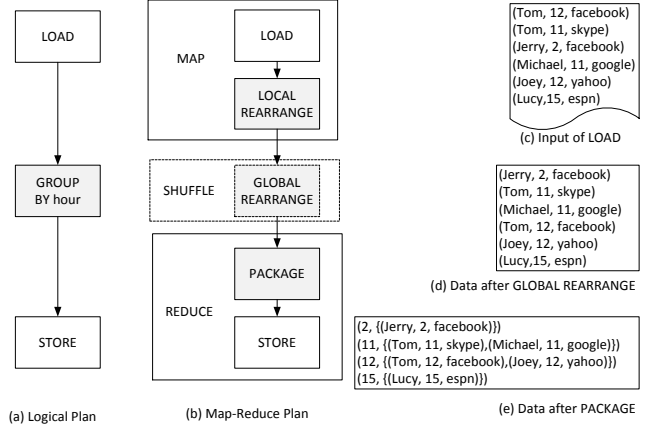 LOAD
GROUP
BY hour
STORE
(a) Logical Plan
MAP
LOAD
LOCAL
REARRANGE
SHUFFLE
GLOBAL
REARRANGE
REDUCE
PACKAGE
STORE
(b) Map-Reduce Plan
(Tom, 12, facebook)
(Tom, 11, skype)
(Jerry, 2, facebook)
(Michael, 11, google)
(Joey, 12, yahoo)
(Lucy,15, espn)
(c) Input of LOAD
(Jerry, 2, facebook)
(Tom, 11, skype)
(Michael, 11, google)
(Tom, 12, facebook)
(Joey, 12, yahoo)
(Lucy,15, espn)
(d) Data after GLOBAL REARRANGE
(2, {(Jerry, 2, facebook)})
(11, {(Tom, 11, skype),(Michael, 11, google)})
(12, {(Tom, 12, facebook),(Joey, 12, yahoo)})
(15, {(Lucy, 15, espn)})
(e) Data after PACKAGE